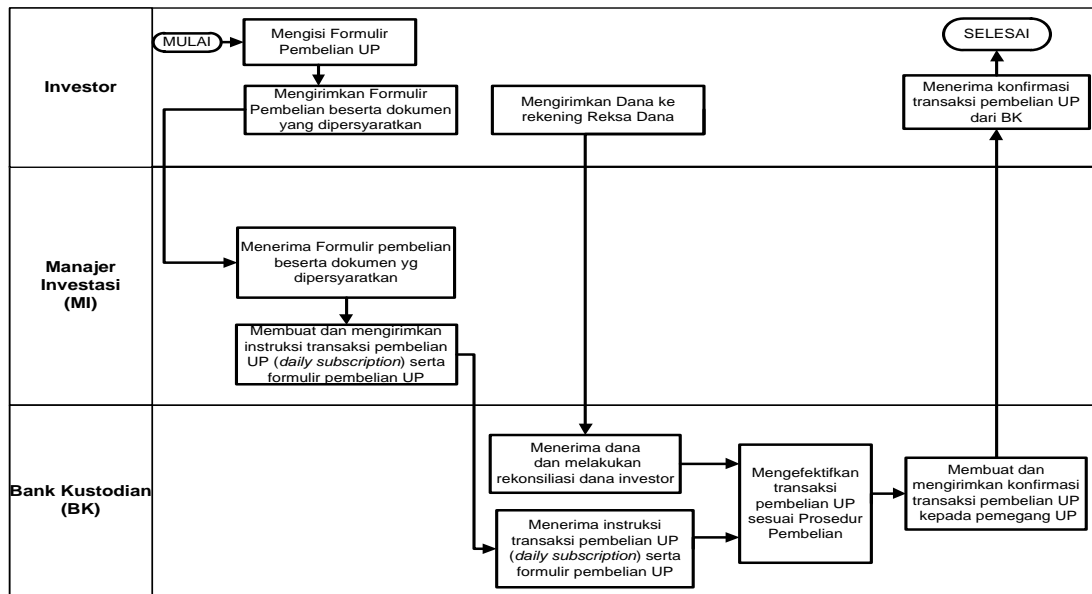 Investor
MULAI
Mengisi Formulir
Pembelian UP
Mengirimkan Formulir
Pembelian beserta dokumen
yang dipersyaratkan
Mengirimkan Dana ke
rekening Reksa Dana
SELESAI
Menerima konfirmasi
transaksi pembelian UP
dari BK
Manajer
Investasi
(MI)
Menerima Formulir pembelian
beserta dokumen yg
dipersyaratkan
Membuat dan mengirimkan
instruksi transaksi pembelian
UP (daily subscription) serta
formulir pembelian UP
Bank Kustodian
(BK)
Menerima dana
dan melakukan
rekonsiliasi dana investor
Menerima instruksi
transaksi pembelian UP
(daily subscription) serta
formulir pembelian UP
Mengefektifkan
transaksi
pembelian UP
sesuai Prosedur
Pembelian
Membuat dan
mengirimkan konfirmasi
transaksi pembelian UP
kepada pemegang UP